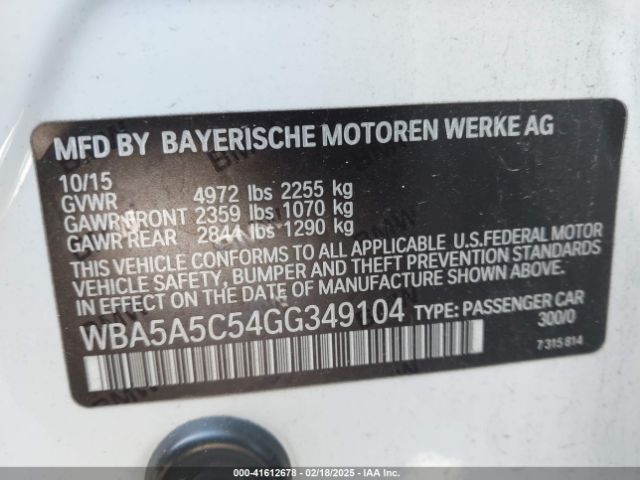 MFD BY BAYERISCHE MOTOREN WERKE AG
10/15
GVWR 4972 lbs 2255 kg
GAWR FRONT 2359 lbs 1070 kg
GAWR REAR 2844 lbs 1290 kg
THIS VEHICLE CONFORMS TO ALL APPLICABLE U.S.FEDERAL MOTOR
VEHICLE SAFETY, BUMPER AND THEFT PREVENTION STANDARDS
IN EFFECT ON THE DATE OF MANUFACTURE SHOWN ABOVE.
WBA5A5C54GG349104 TYPE: PASSENGER CAR
300/0
7 315 814
000-41612678 - 02/18/2025 - IAA Inc.